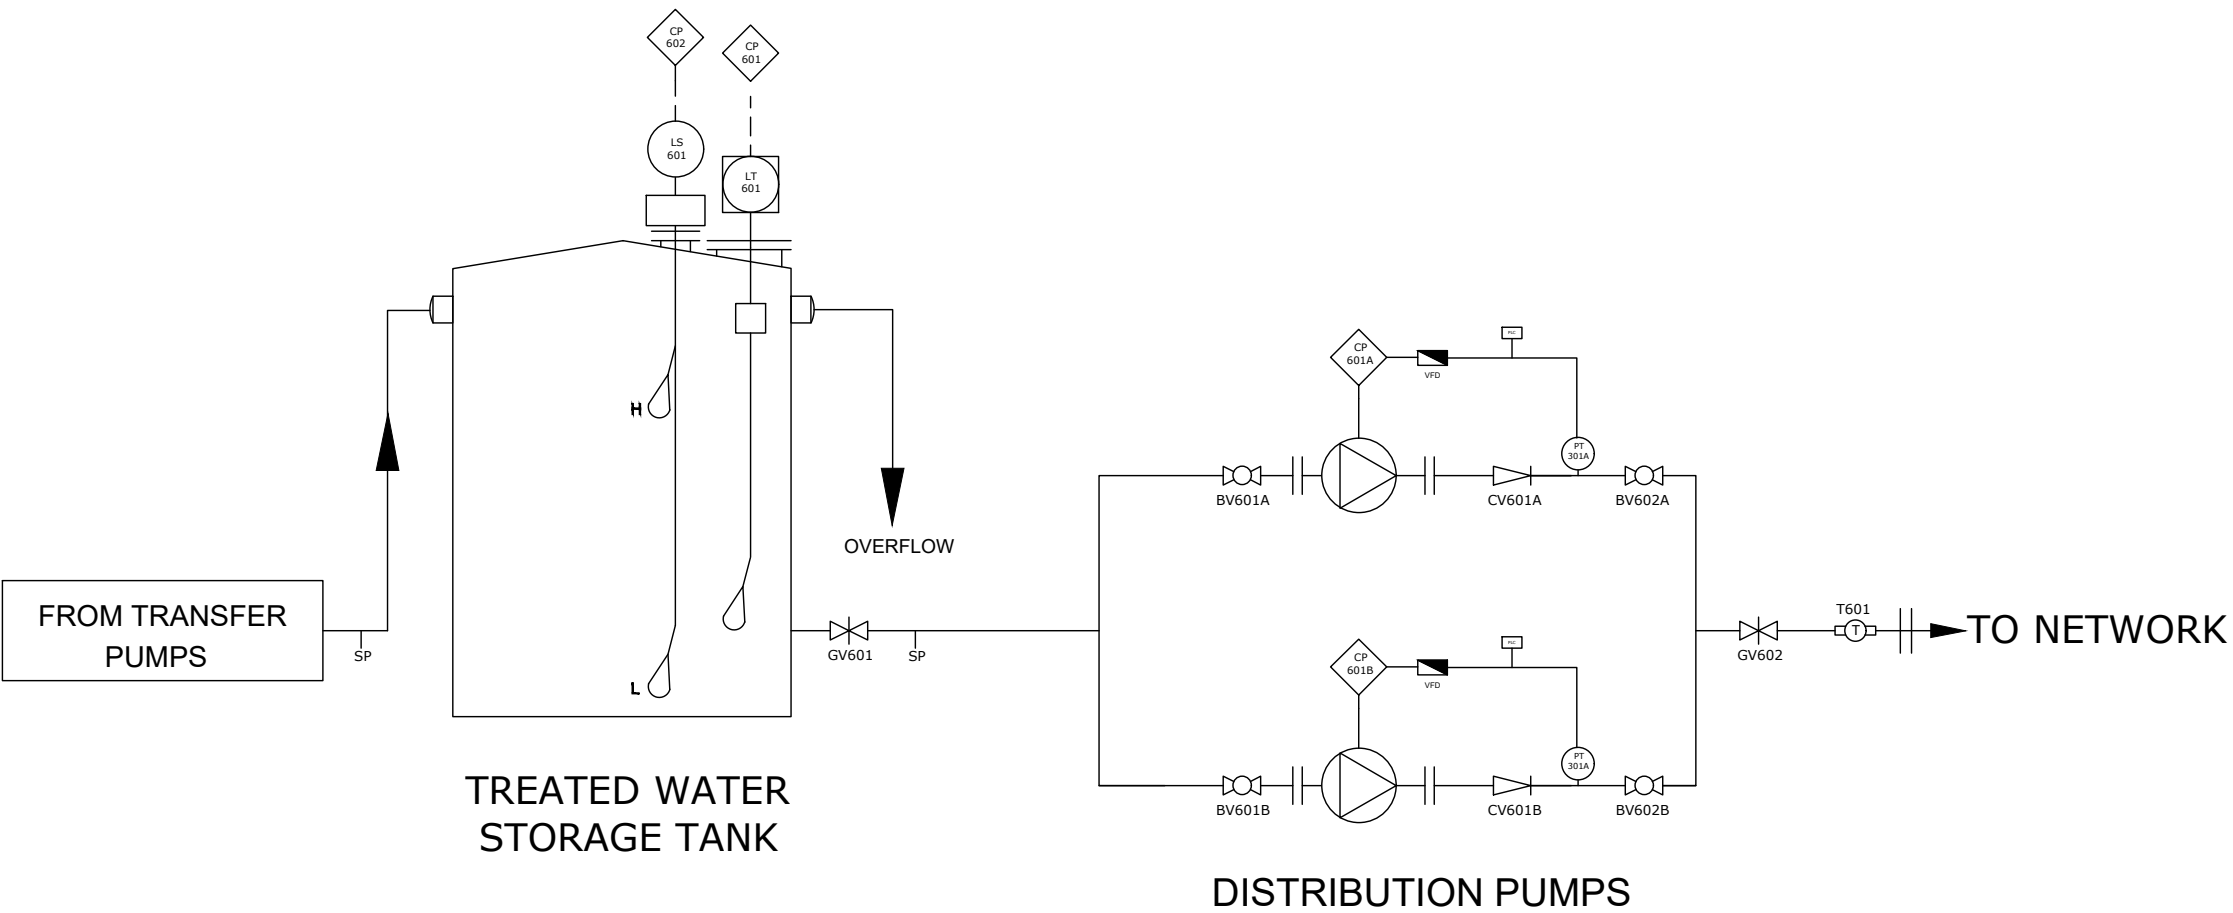 CP
602
CP
601
LS
601
LT
601
H
L
OVERFLOW
FROM TRANSFER
PUMPS
SP
GV601
SP
TREATED WATER
STORAGE TANK
CP
601A
VFD
PLC
PT
301A
BV601A
CV601A
BV602A
CP
601B
VFD
PLC
PT
301A
BV601B
CV601B
BV602B
GV602
T601
T
TO NETWORK
DISTRIBUTION PUMPS